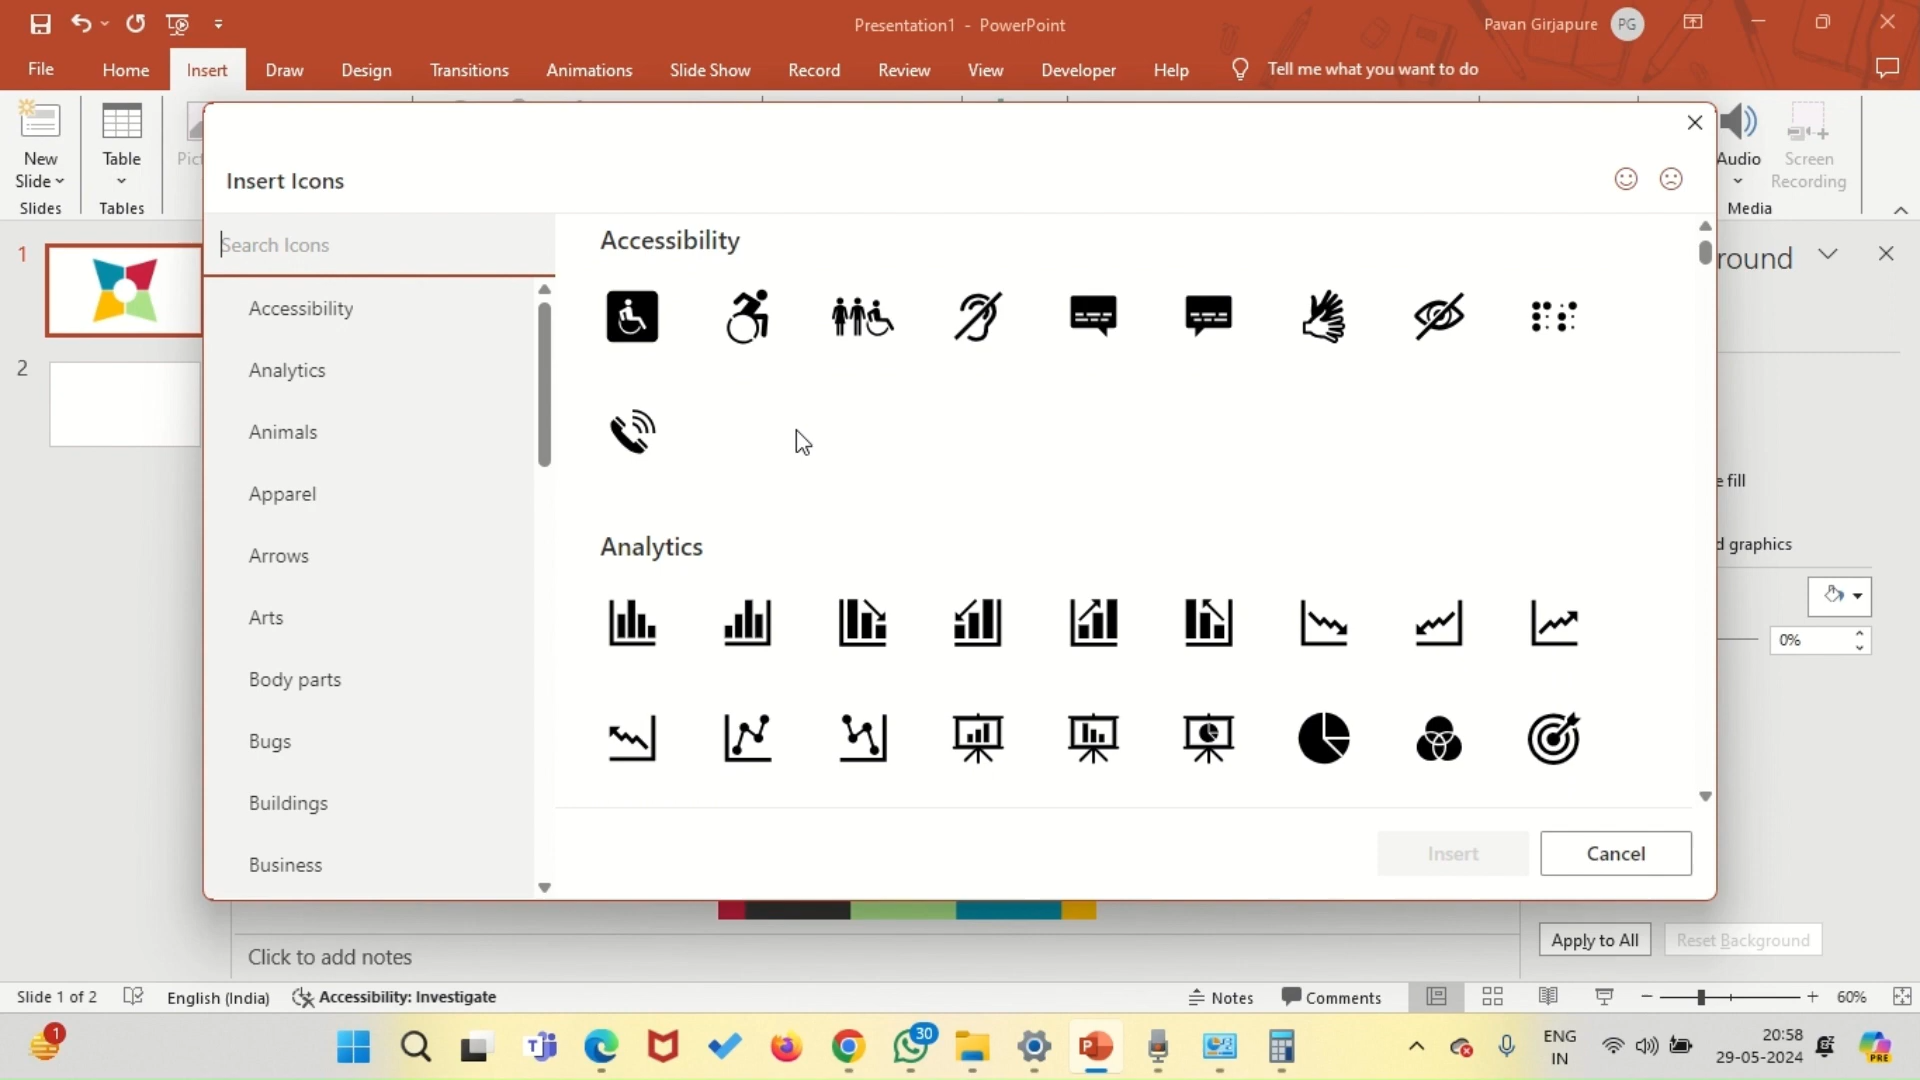 Presentation1 - PowerPoint
Pavan Girjapure
PG
File
Home
Insert
Draw
Design
Transitions
Animations
Slide Show
Record
Review
View
Developer
Help
Tell me what you want to do
New
Slide
Slides
Table
Tables
Audio
Screen
Recording
Media
Insert Icons
Search Icons
Accessibility
Analytics
Animals
Apparel
Arrows
Arts
Body parts
Bugs
Buildings
Business
Accessibility
Analytics
Insert
Cancel
1
2
fill
graphics
0%
Apply to All
Reset Background
Click to add notes
Slide 1 of 2
English (India)
Accessibility: Investigate
Notes
Comments
60%
1
30
ENG
IN
20:58
29-05-2024
PRE